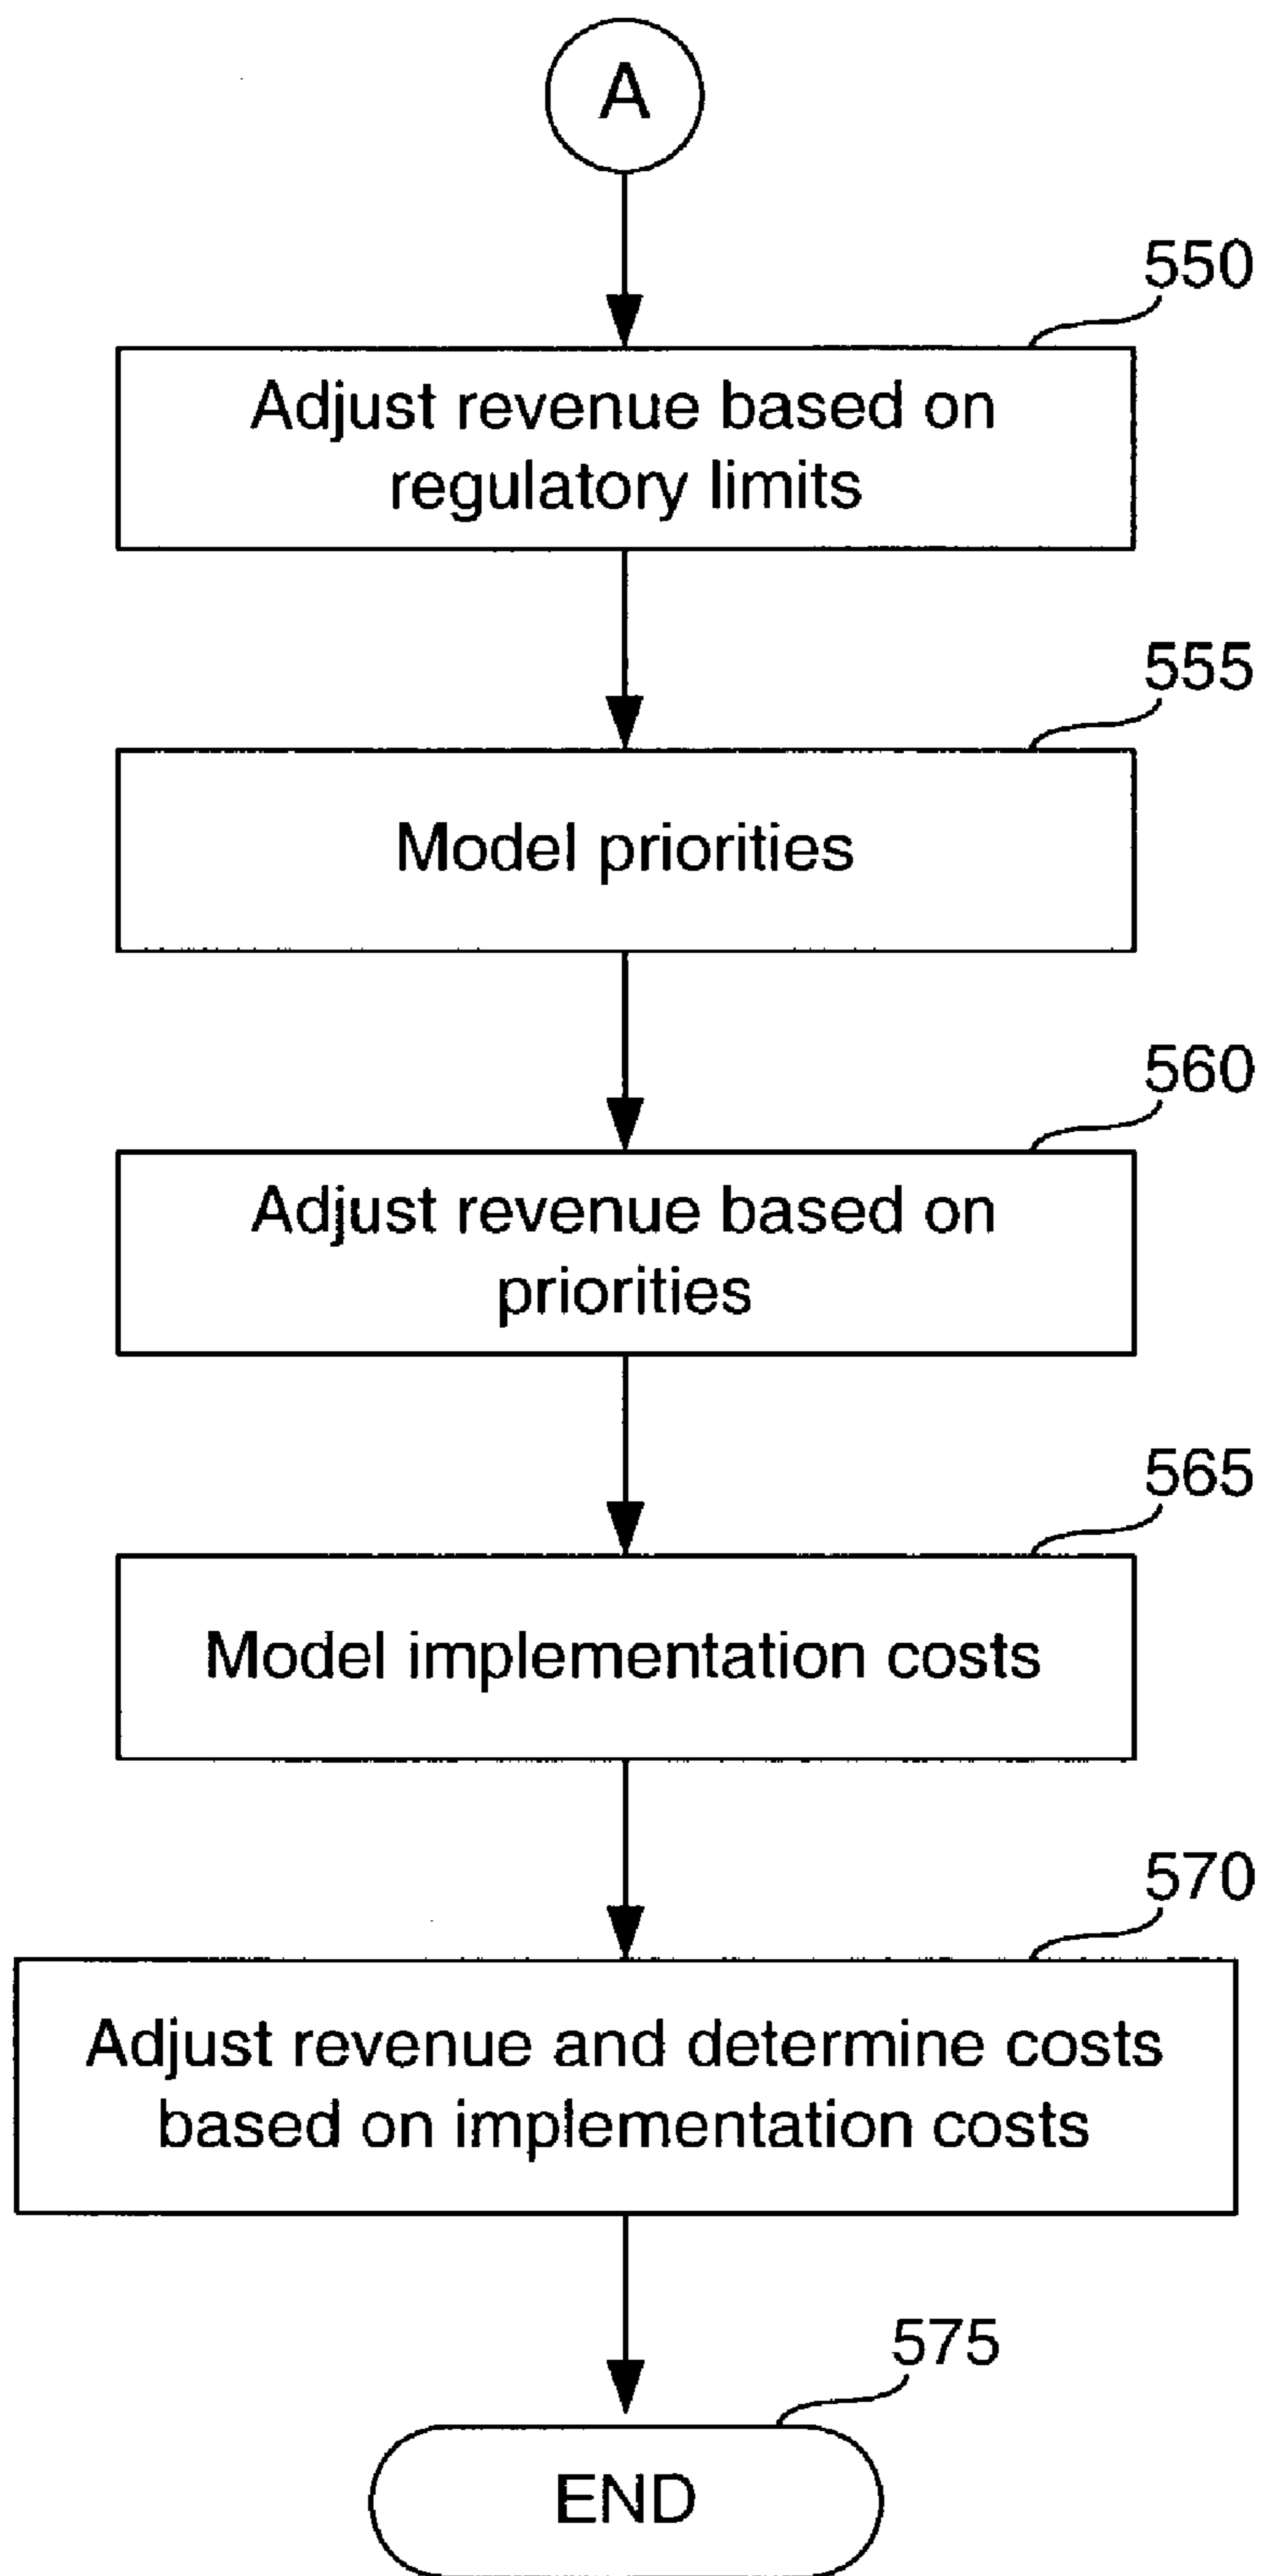 A
550
Adjust revenue based on
regulatory limits
555
Model priorities
560
Adjust revenue based on
priorities
565
Model implementation costs
570
Adjust revenue and determine costs
based on implementation costs
575
END